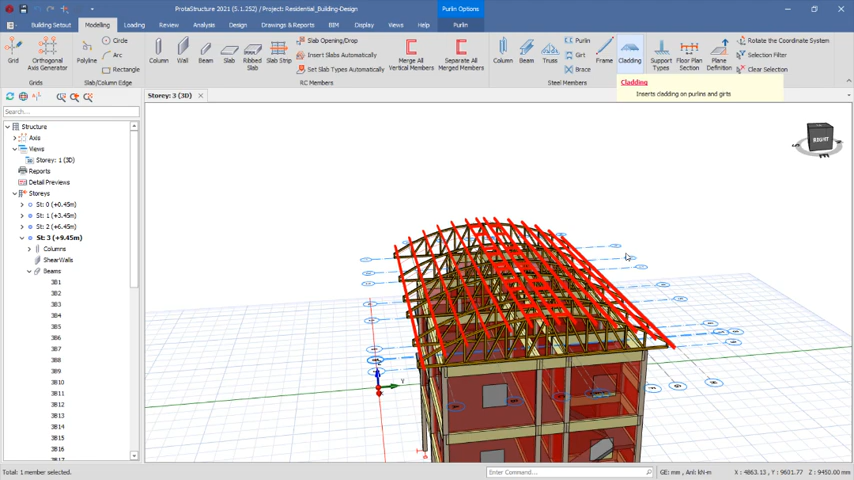 ProtaStructure 2021 (5.1.252) / Project: Residential_Building-Design
Purlin Options
Building Setout
Modelling
Loading
Review
Analysis
Design
Drawings & Reports
BIM
Display
Views
Help
Purlin
Grid
Orthogonal
Axis Generator
Grids
Polyline
Circle
Arc
Rectangle
Slab/Column Edge
Column
Wall
Beam
Slab
Ribbed
Slab
Slab Strip
Slab Opening/Drop
Insert Slabs Automatically
Set Slab Types Automatically
RC Members
Merge All
Vertical Members
Separate All
Merged Members
Column
Beam
Truss
Purlin
Girt
Brace
Frame
Cladding
Steel Members
Support
Types
Floor Plan
Section
Plane
Definition
Rotate the Coordinate System
Selection Filter
Clear Selection
Cladding
Inserts cladding on purlins and girts
Search...
Storey: 3 (3D)
Structure
Axis
Views
Storey: 1 (3D)
Reports
Detail Previews
Storeys
St: 0 (+0.45m)
St: 1 (+3.45m)
St: 2 (+6.45m)
St: 3 (+9.45m)
Columns
ShearWalls
Beams
3B1
3B2
3B3
3B4
3B5
3B6
3B7
3B8
3B9
3B10
3B11
3B12
3B13
3B14
3B15
3B16
3B17
RIGHT
Y
Total: 1 member selected.
Enter Command...
GE: mm , Anl: kN-m
X : 4863.13, Y : 9601.77
Z : 9450.00 mm